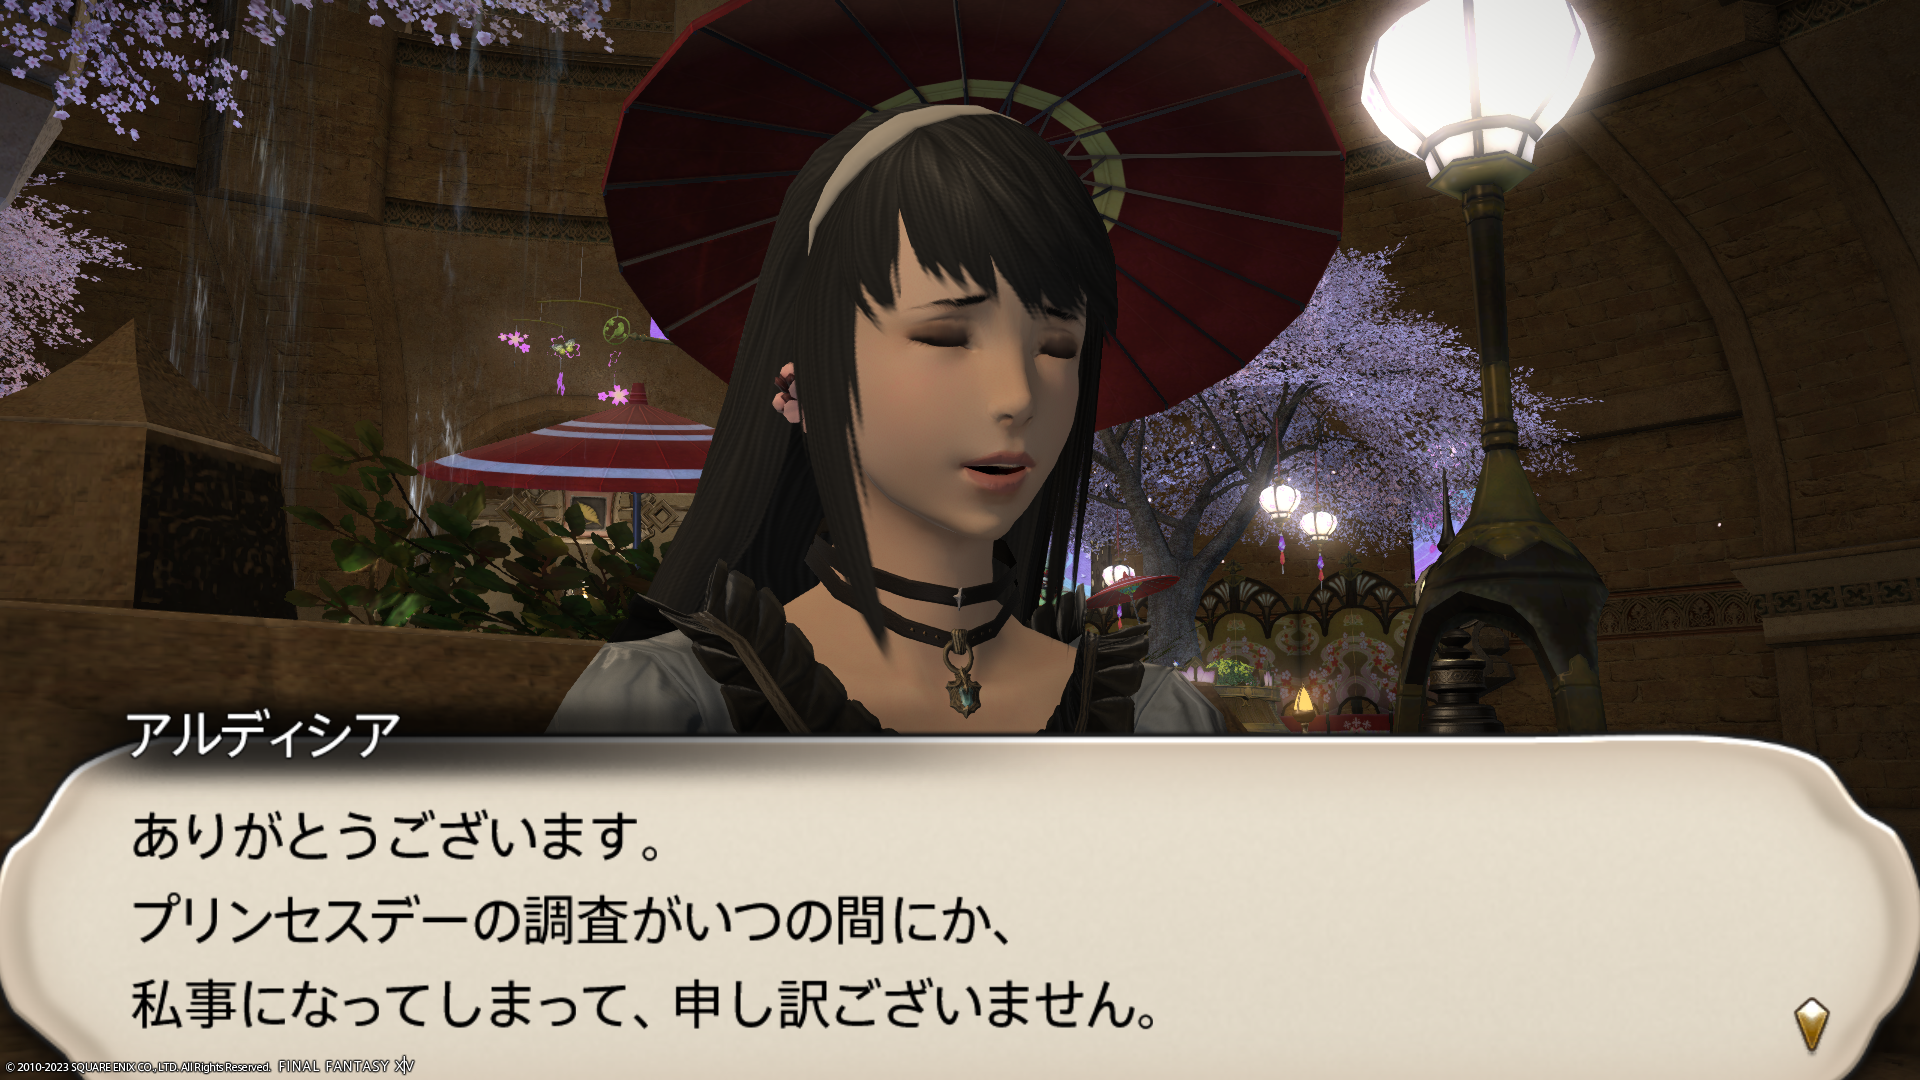 アルディシア
ありがとうございます。
プリンセスデーの調査がいつの間にか、
私事になってしまって、申し訳ございません。
© 2010-2023 SQUARE ENIX CO., LTD. All Rights Reserved. FINAL FANTASY XIV